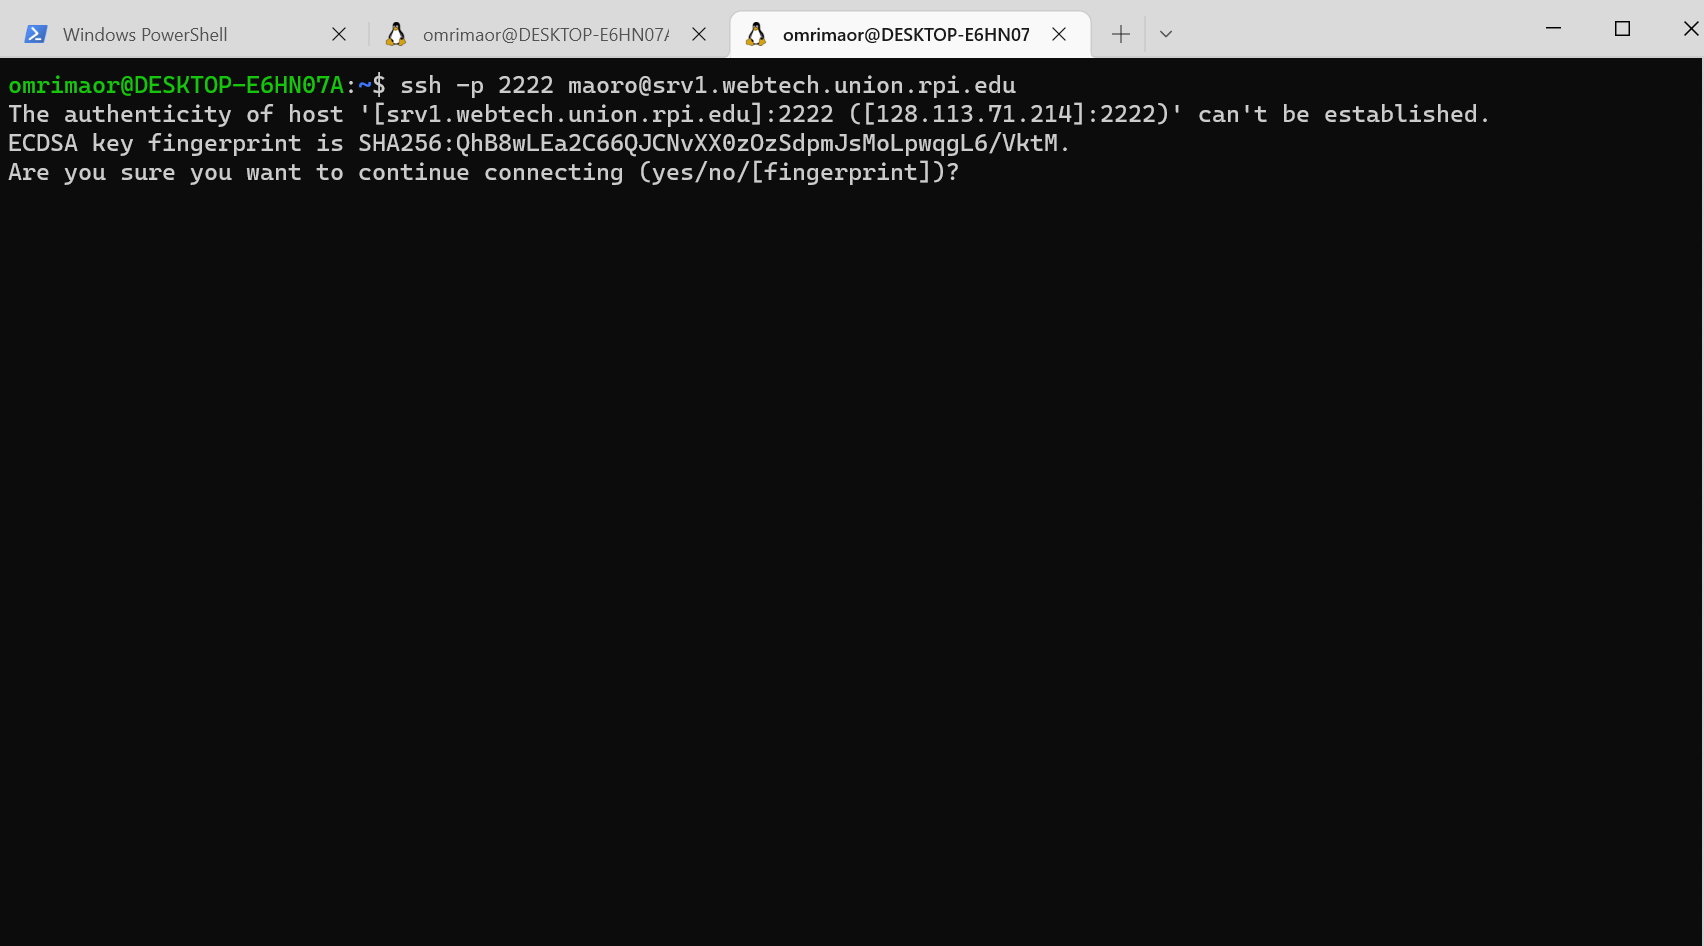 Windows PowerShell
omrimaor@DESKTOP-E6HN07A
omrimaor@DESKTOP-E6HN07
omrimaor@DESKTOP-E6HN07A:~$ ssh -p 2222 maoro@srv1.webtech.union.rpi.edu
The authenticity of host '[srv1.webtech.union.rpi.edu]:2222 ([128.113.71.214]:2222)' can't be established.
ECDSA key fingerprint is SHA256:QhB8wLEa2C66QJCNvXX0zOzSdpmJsMoLpwqgL6/VktM.
Are you sure you want to continue connecting (yes/no/[fingerprint])?